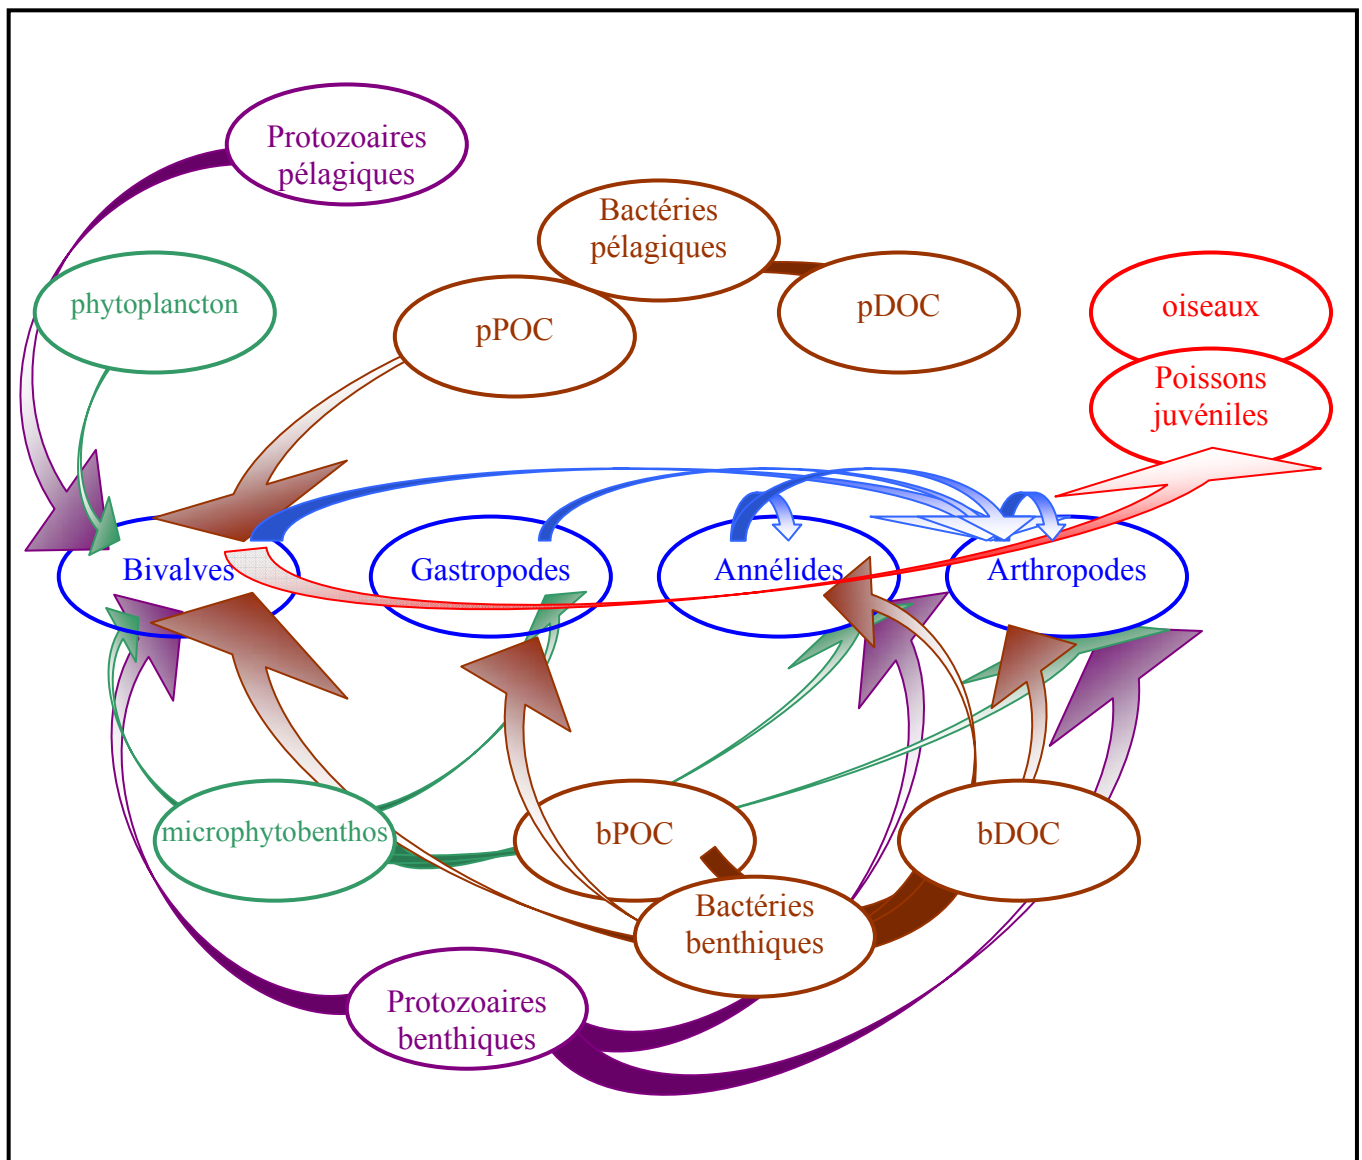 Protozoaires
pélagiques
Bactéries
pélagiques
phytoplancton
pPOC
pDOC
oiseaux
Poissons
juvéniles
Bivalves
Gastropodes
Annélides
Arthropodes
microphytobenthos
bPOC
bDOC
Bactéries
benthiques
Protozoaires
benthiques